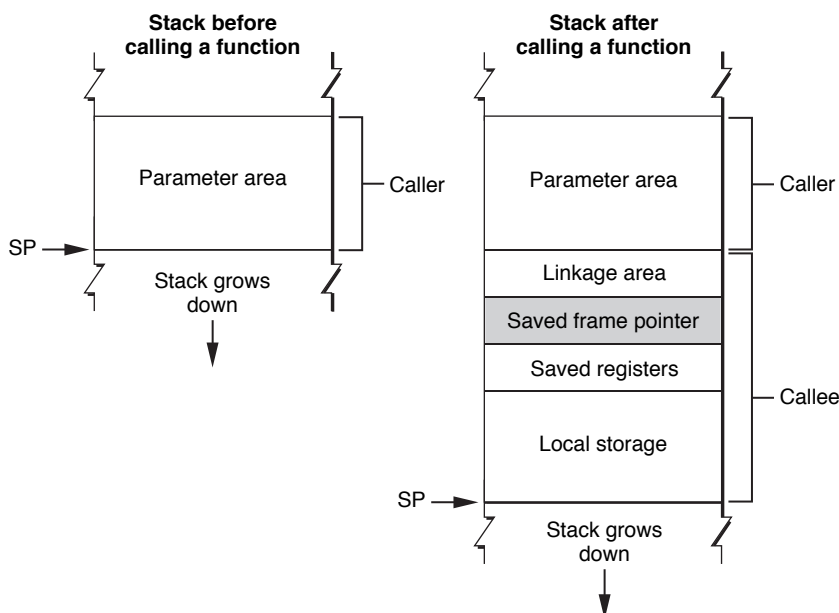 Stack before
calling a function
Parameter area
Caller
SP
Stack grows
down
Stack after
calling a function
Parameter area
Caller
Linkage area
Saved frame pointer
Saved registers
Callee
Local storage
SP
Stack grows
down